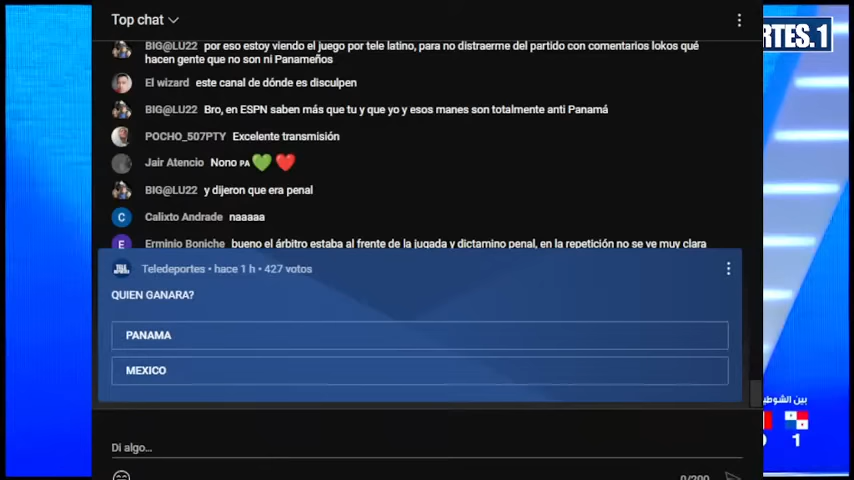 Top chat
RTES.1
BIG@LU22 por eso estoy viendo el juego por tele latino, para no distraerme del partido con comentarios lokos qué
hacen gente que no son ni Panameños
El wizard este canal de dónde es disculpen
BIG@LU22 Bro, en ESPN saben más que tu y que yo y esos manes son totalmente anti Panamá
POCHO_507PTY Excelente transmisión
Jair Atencio Nono PA💚 ❤️
BIG@LU22 y dijeron que era penal
C Calixto Andrade naaaaa
E Erminio Boniche bueno el árbitro estaba al frente de la jugada y dictamino penal, en la repetición no se ve muy clara
Teledeportes • hace 1 h • 427 votos
QUIEN GANARA?
PANAMA
MEXICO
بين الشوطين
1
Di algo...
0/200